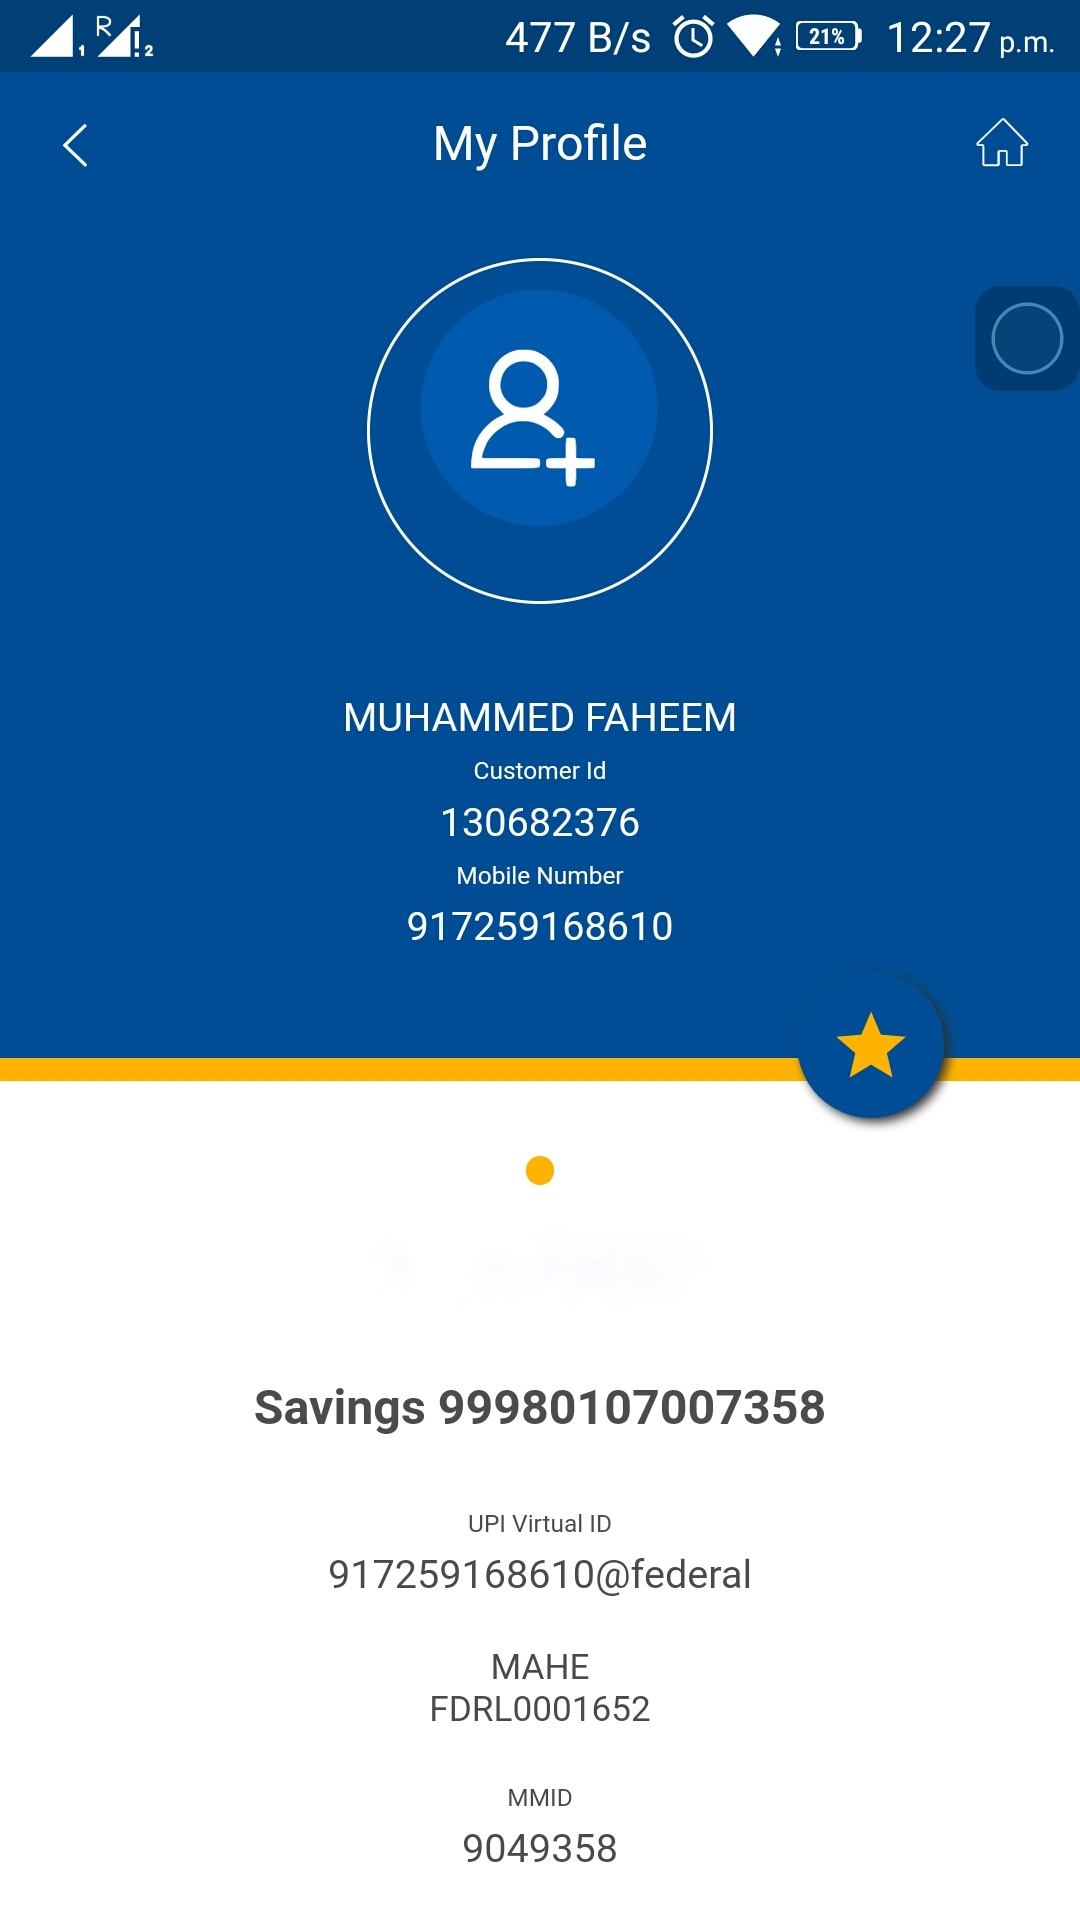 1 R 2 477 B/s 21% 12:27 p.m.
My Profile
MUHAMMED FAHEEM
Customer Id
130682376
Mobile Number
917259168610
Savings 99980107007358
UPI Virtual ID
917259168610@federal
MAHE
FDRL0001652
MMID
9049358